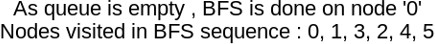 As queue is empty , BFS is done on node '0'
Nodes visited in BFS sequence : 0, 1, 3, 2, 4, 5